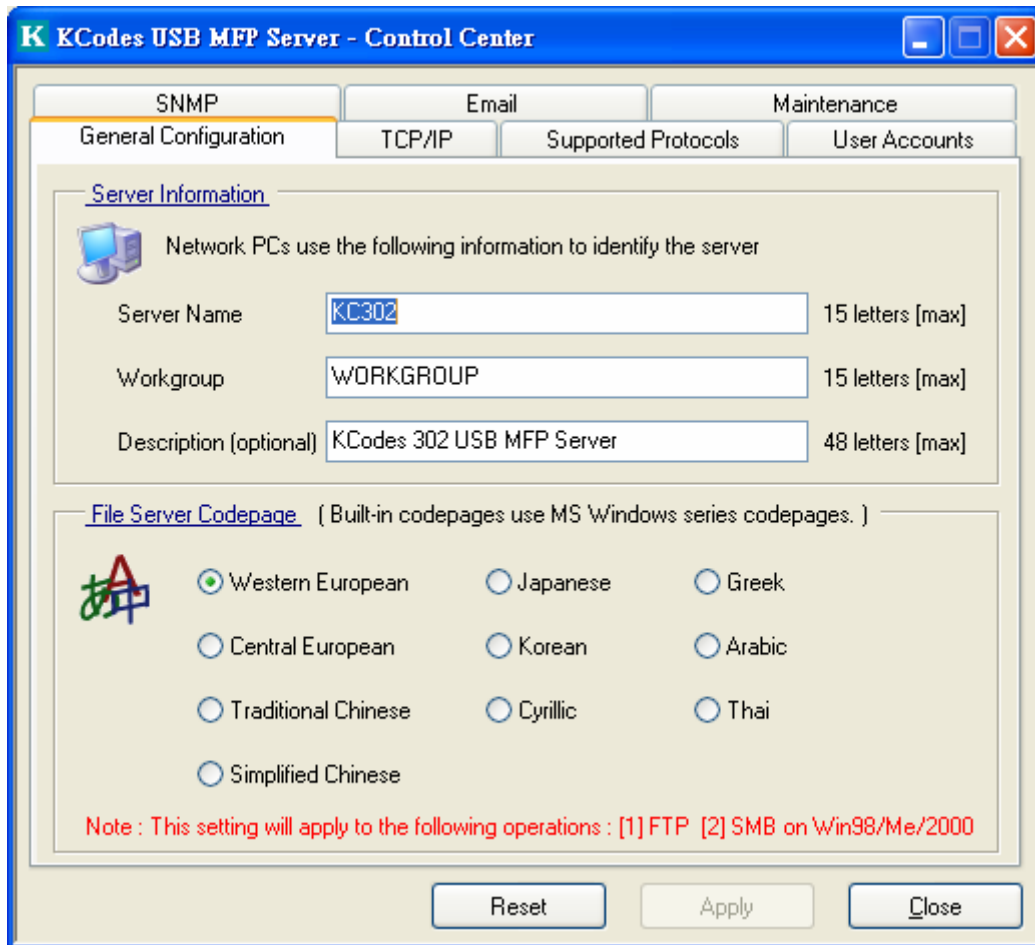 K KCodes USB MFP Server - Control Center
SNMP Email Maintenance
General Configuration TCP/IP Supported Protocols User Accounts
Server Information
Network PCs use the following information to identify the server
Server Name KC302 15 letters [max]
Workgroup WORKGROUP 15 letters [max]
Description (optional) KCodes 302 USB MFP Server 48 letters [max]
File Server Codepage ( Built-in codepages use MS Windows series codepages. )
あA中
Western European Japanese Greek
Central European Korean Arabic
Traditional Chinese Cyrillic Thai
Simplified Chinese
Note : This setting will apply to the following operations : [1] FTP [2] SMB on Win98/Me/2000
Reset Apply Close